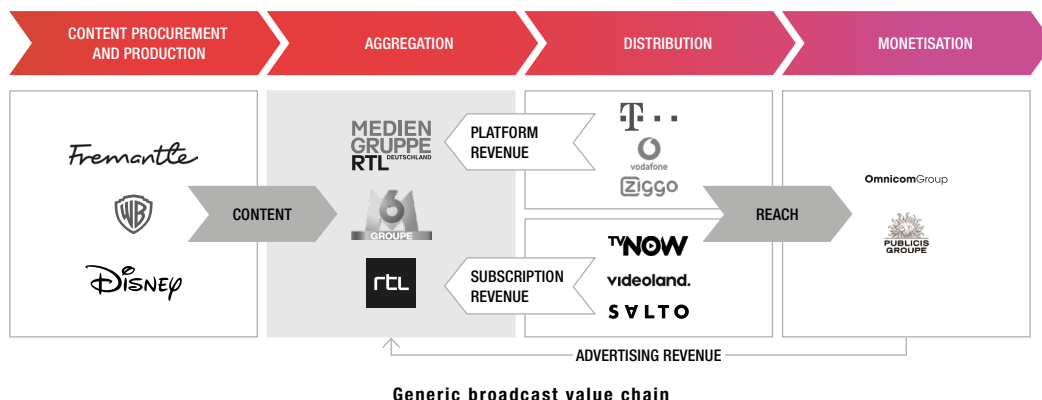 CONTENT PROCUREMENT
AND PRODUCTION
AGGREGATION
DISTRIBUTION
MONETISATION
Fremantle
WB
Disney
CONTENT
MEDIEN
GRUPPE
RTL DEUTSCHLAND
6
GROUPE
rtl
PLATFORM
REVENUE
SUBSCRIPTION
REVENUE
T
vodafone
ziggo
TVNOW
videoland.
SALTO
REACH
OmnicomGroup
PUBLICIS
GROUPE
ADVERTISING REVENUE
Generic broadcast value chain